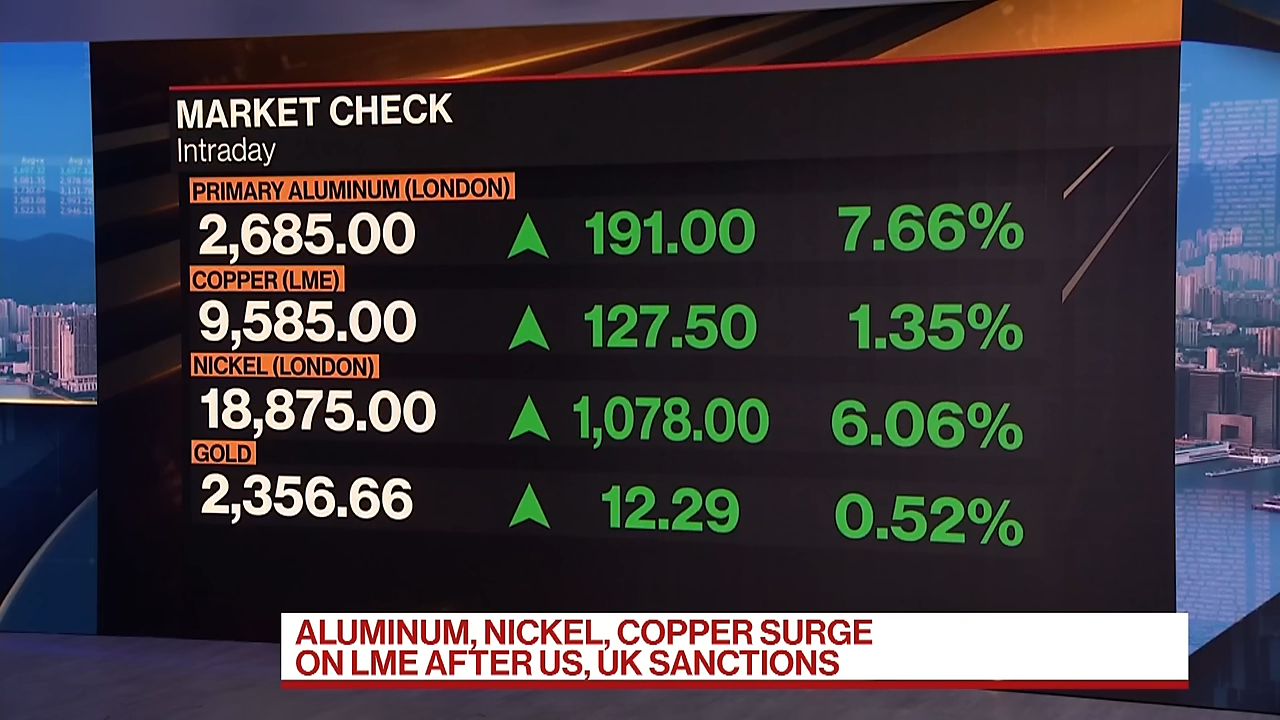 MARKET CHECK
Intraday
PRIMARY ALUMINUM (LONDON)
2,685.00 ▲ 191.00 7.66%
COPPER (LME)
9,585.00 ▲ 127.50 1.35%
NICKEL (LONDON)
18,875.00 ▲ 1,078.00 6.06%
GOLD
2,356.66 ▲ 12.29 0.52%
ALUMINUM, NICKEL, COPPER SURGE
ON LME AFTER US, UK SANCTIONS